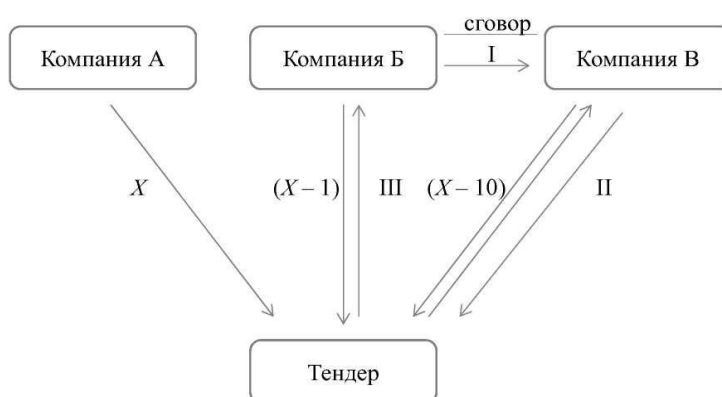 сговор
Компания А
Компания Б
I
Компания В
X
(X – 1)
III
(X – 10)
II
Тендер